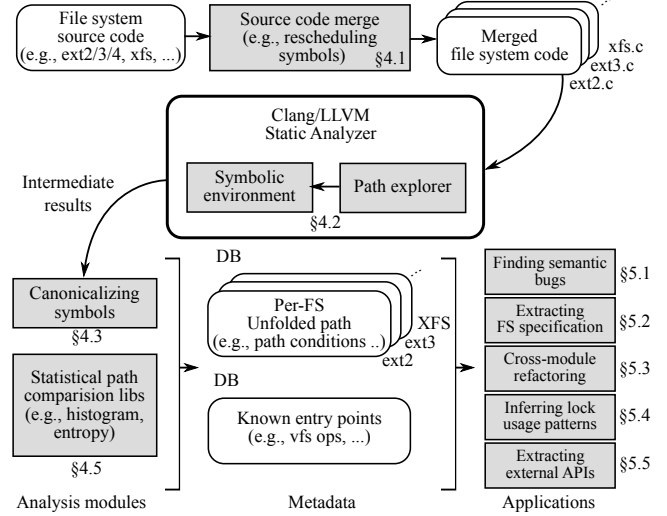 File system
source code
(e.g., ext2/3/4, xfs, ...)
Source code merge
(e.g., rescheduling
symbols)
§4.1
Merged
file system code
xfs.c
ext3.c
ext2.c
Clang/LLVM
Static Analyzer
Symbolic
environment
Path explorer
§4.2
Intermediate
results
Canonicalizing
symbols
§4.3
Statistical path
comparision libs
(e.g., histogram,
entropy)
§4.5
Analysis modules
DB
Per-FS
Unfolded path
(e.g., path conditions ..)
XFS
ext3
ext2
DB
Known entry points
(e.g., vfs ops, ...)
Metadata
Finding semantic
bugs
§5.1
Extracting
FS specification
§5.2
Cross-module
refactoring
§5.3
Inferring lock
usage patterns
§5.4
Extracting
external APIs
§5.5
Applications